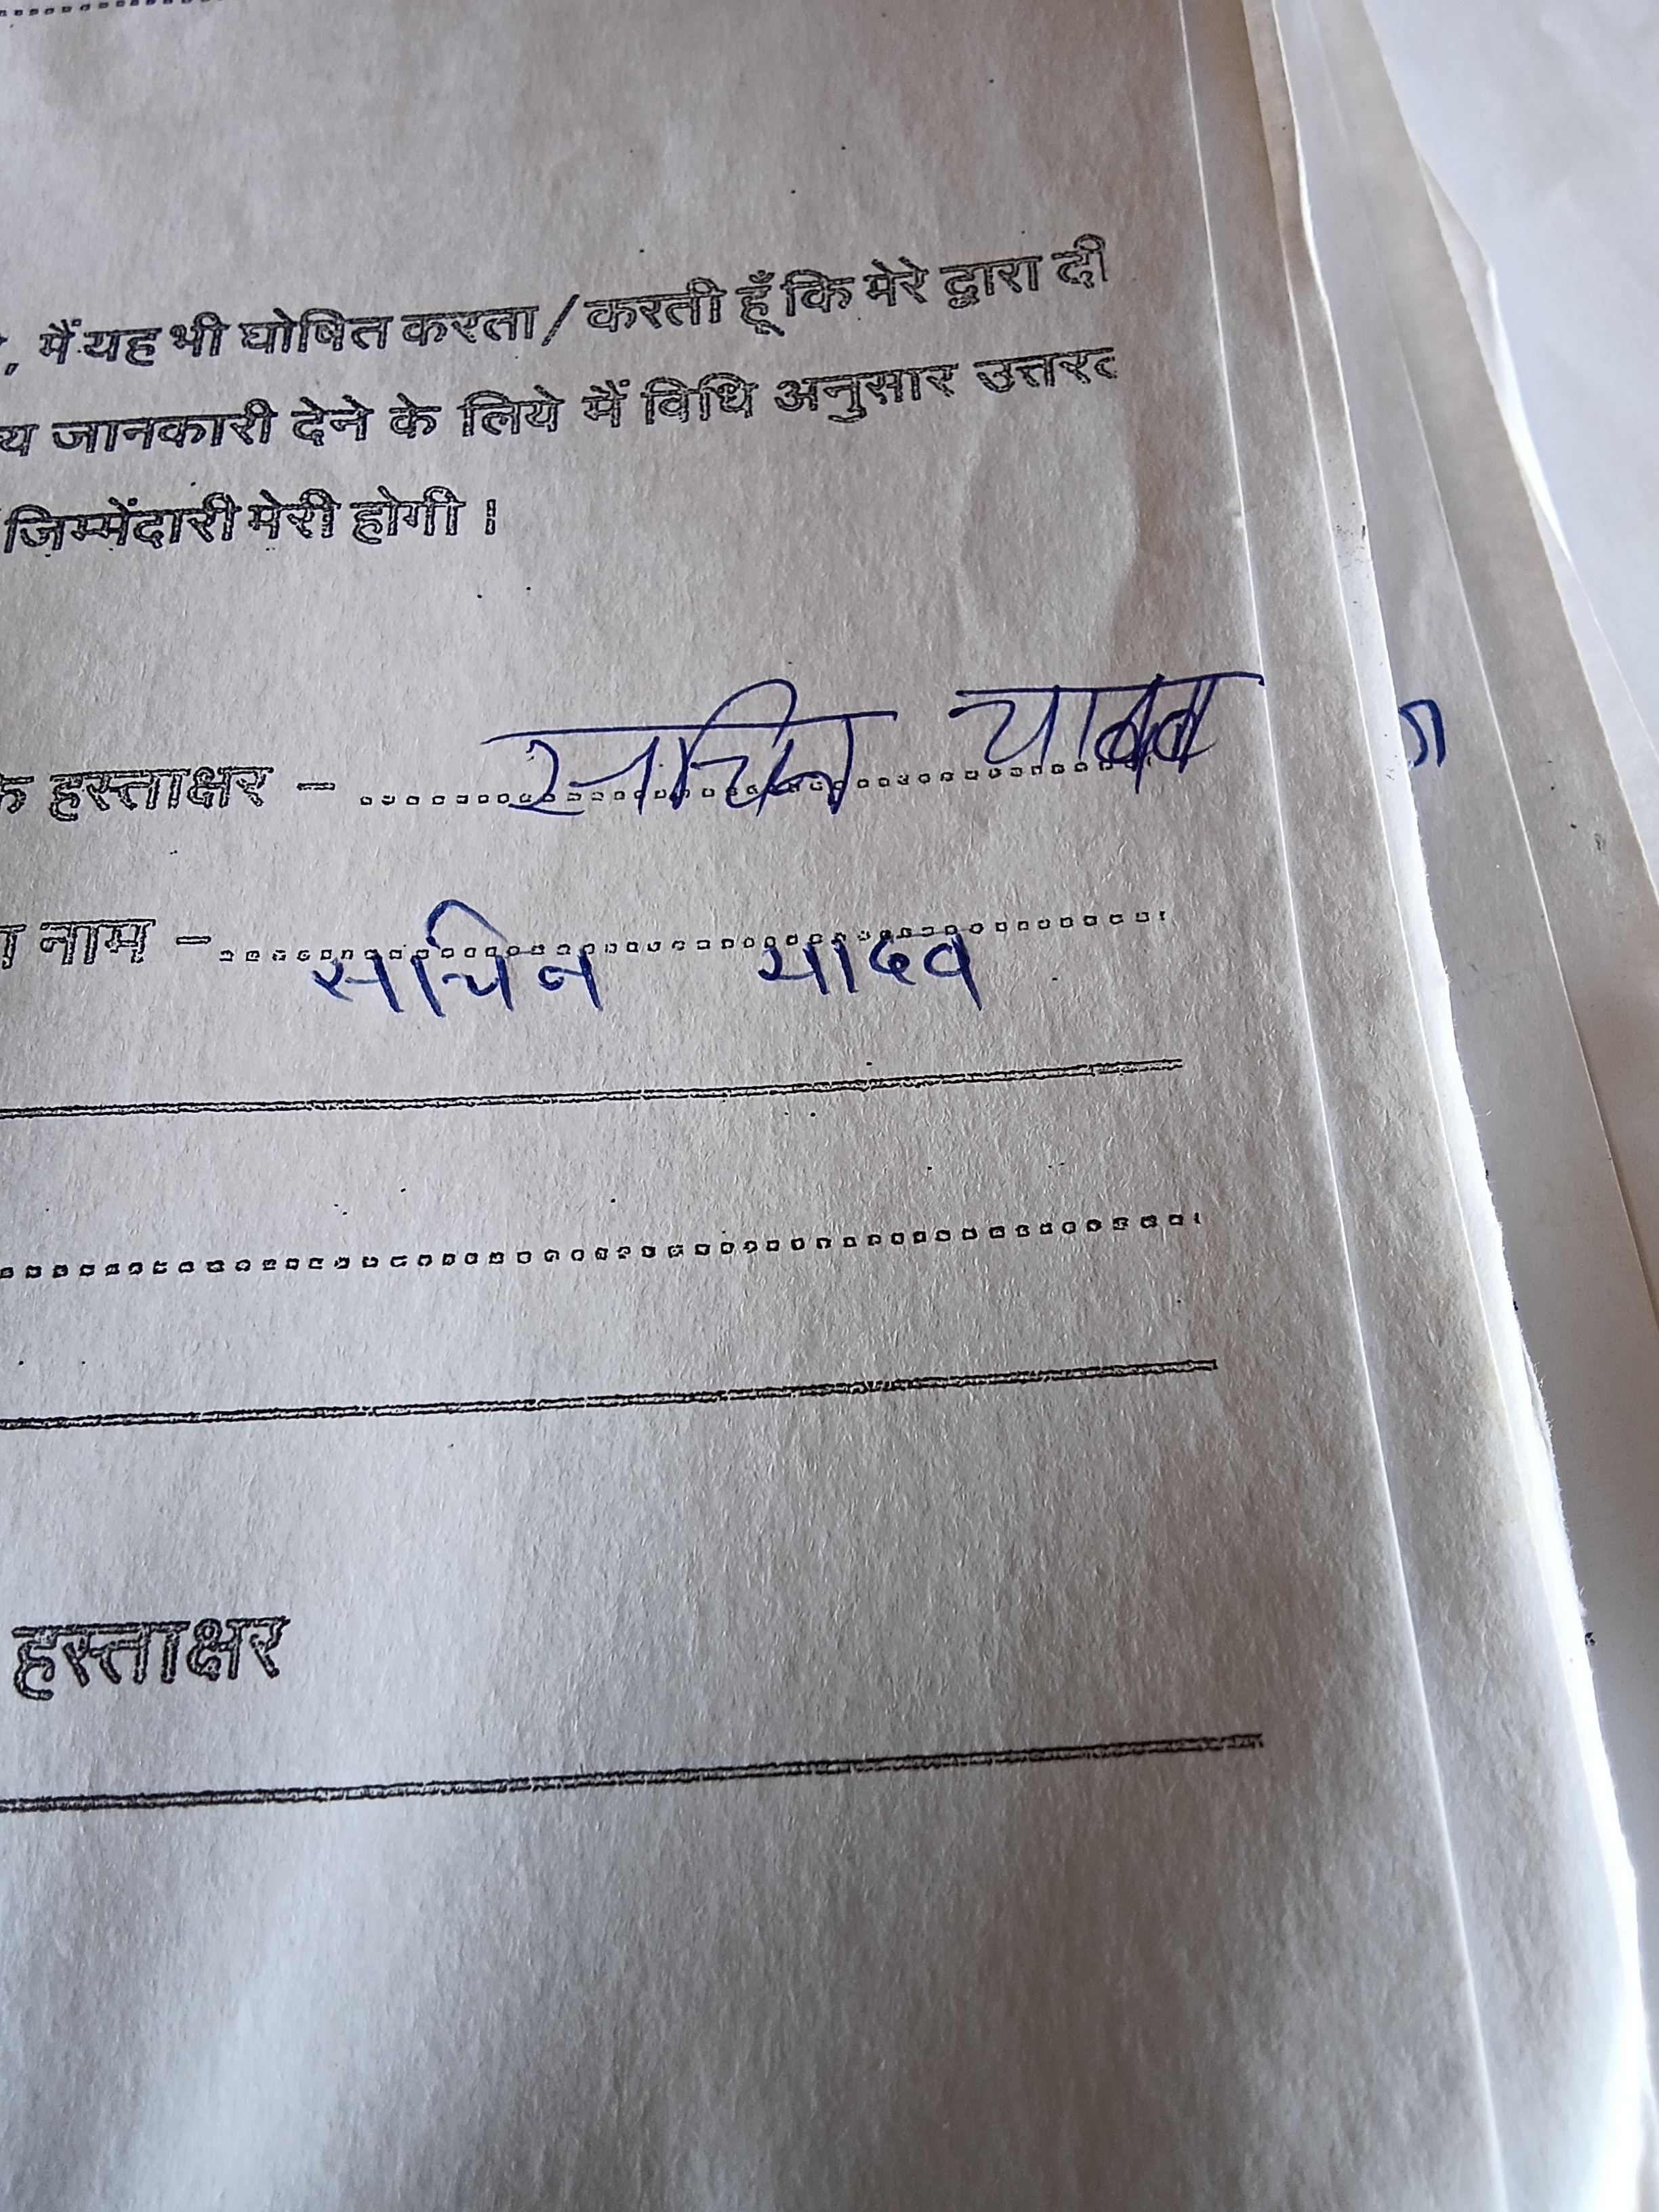 , मैं यह भी घोषित करता/करती हूँ कि मेरे द्वारा दी
य जानकारी देने के लिये मैं विधि अनुसार उत्तर
जिम्मेंदारी मेरी होगी ।
के हस्ताक्षर - सचिन यादव
नाम - सचिन यादव
हस्ताक्षर